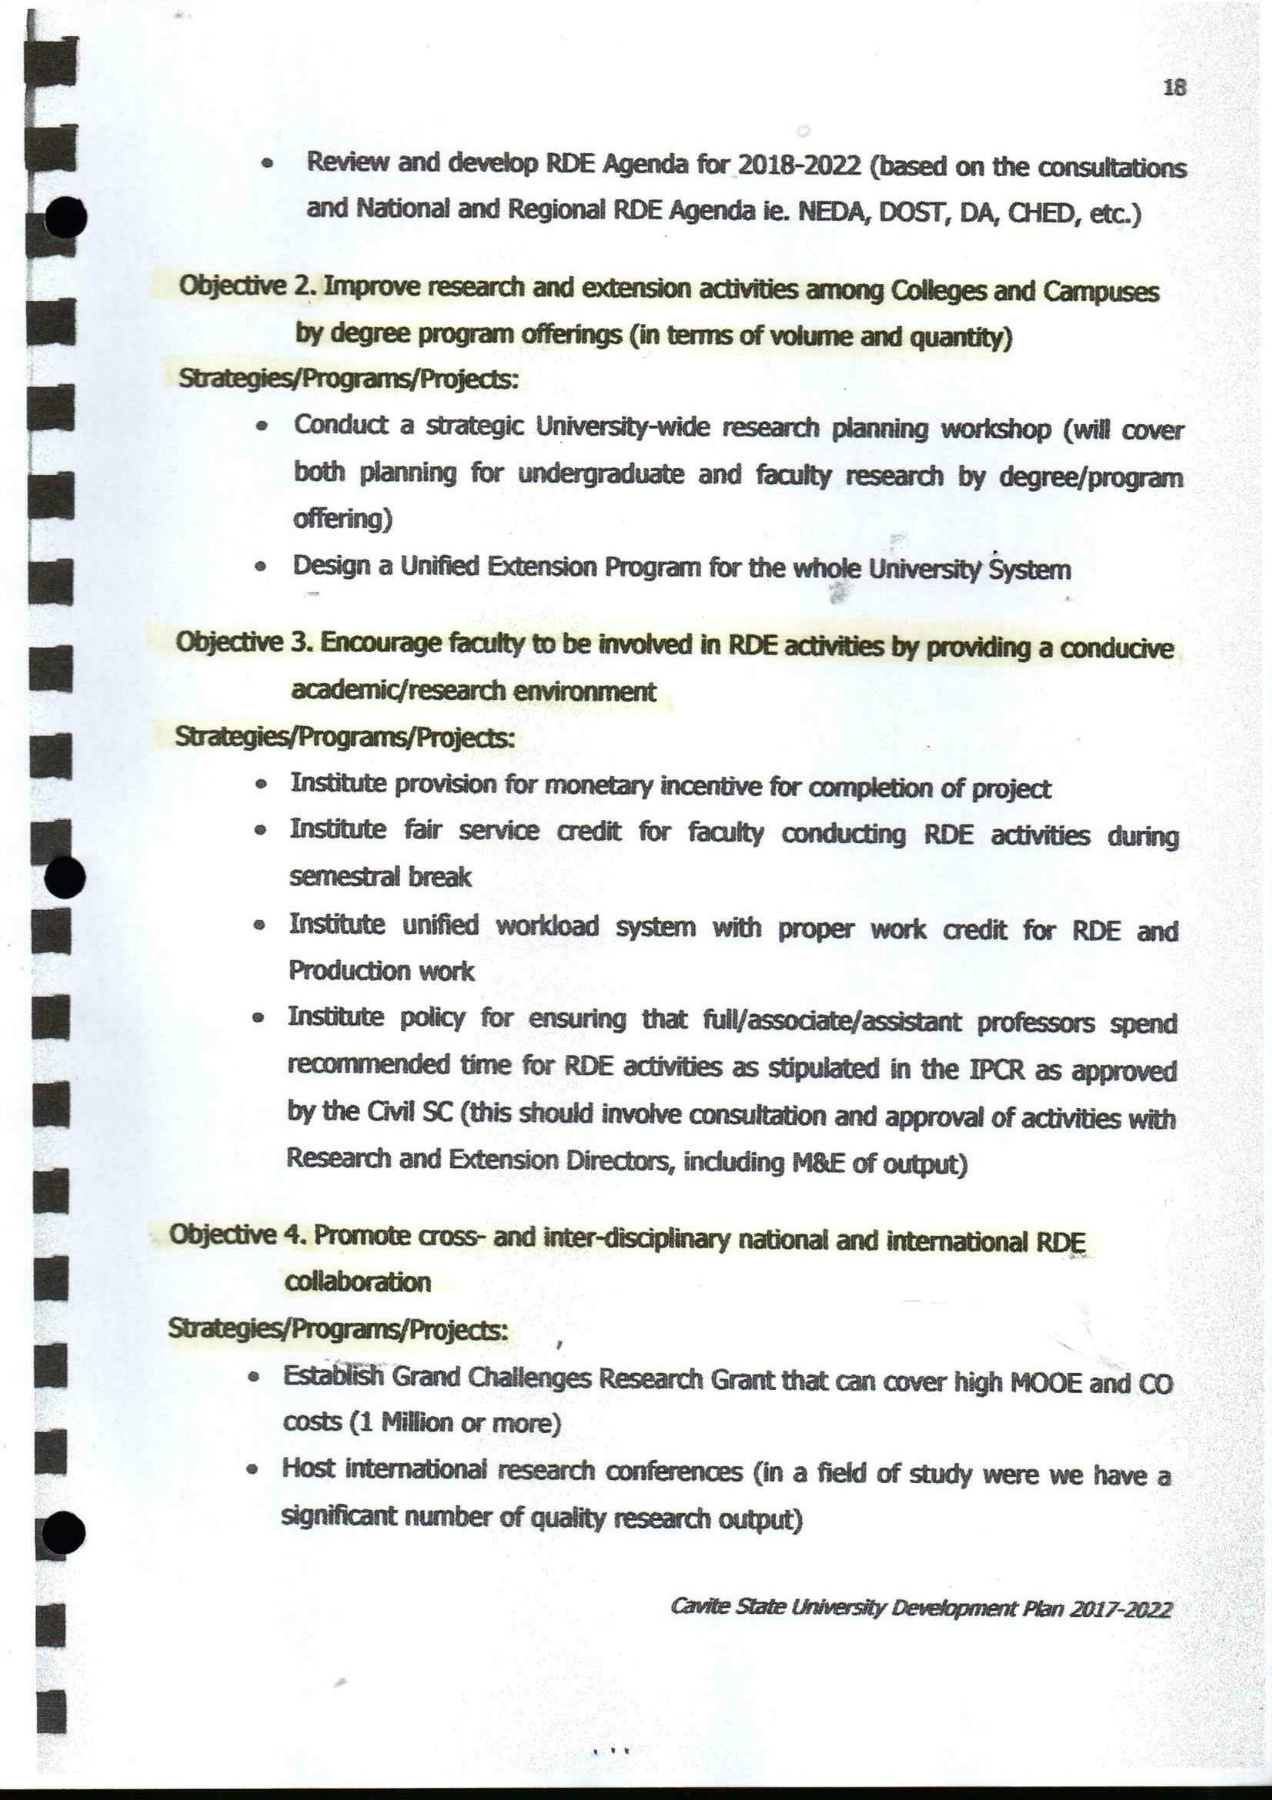 18
• Review and develop RDE Agenda for 2018-2022 (based on the consultations
and National and Regional RDE Agenda ie. NEDA, DOST, DA, CHED, etc.)
Objective 2. Improve research and extension activities among Colleges and Campuses
by degree program offerings (in terms of volume and quantity)
Strategies/Programs/Projects:
• Conduct a strategic University-wide research planning workshop (will cover
both planning for undergraduate and faculty research by degree/program
offering)
• Design a Unified Extension Program for the whole University System
Objective 3. Encourage faculty to be involved in RDE activities by providing a conducive
academic/research environment
Strategies/Programs/Projects:
• Institute provision for monetary incentive for completion of project
• Institute fair service credit for faculty conducting RDE activities during
semestral break
• Institute unified workload system with proper work credit for RDE and
Production work
• Institute policy for ensuring that full/associate/assistant professors spend
recommended time for RDE activities as stipulated in the IPCR as approved
by the Civil SC (this should involve consultation and approval of activities with
Research and Extension Directors, including M&E of output)
Objective 4. Promote cross- and inter-disciplinary national and international RDE
collaboration
Strategies/Programs/Projects:
• Establish Grand Challenges Research Grant that can cover high MOOE and CO
costs (1 Million or more)
• Host international research conferences (in a field of study were we have a
significant number of quality research output)
Cavite State University Development Plan 2017-2022